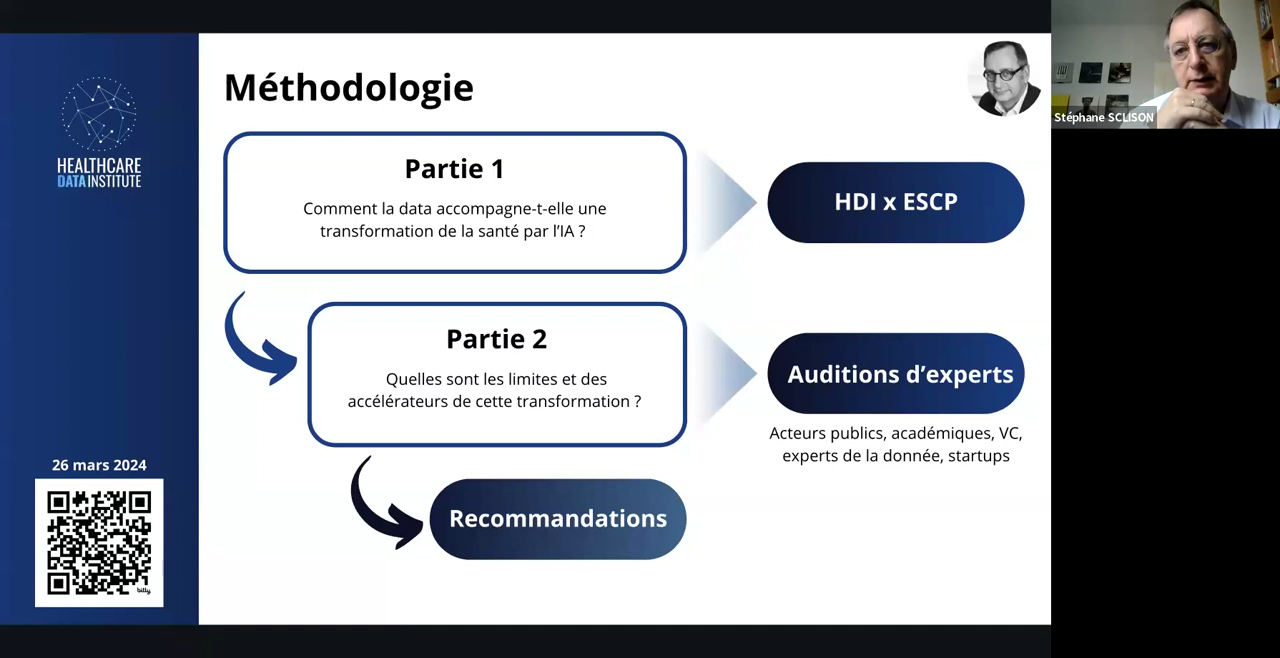 HEALTHCARE
DATA INSTITUTE
26 mars 2024
bitly
Méthodologie
Partie 1
Comment la data accompagne-t-elle une
transformation de la santé par l’IA ?
HDI x ESCP
Partie 2
Quelles sont les limites et des
accélérateurs de cette transformation ?
Auditions d’experts
Acteurs publics, académiques, VC,
experts de la donnée, startups
Recommandations
Stéphane SCLISON